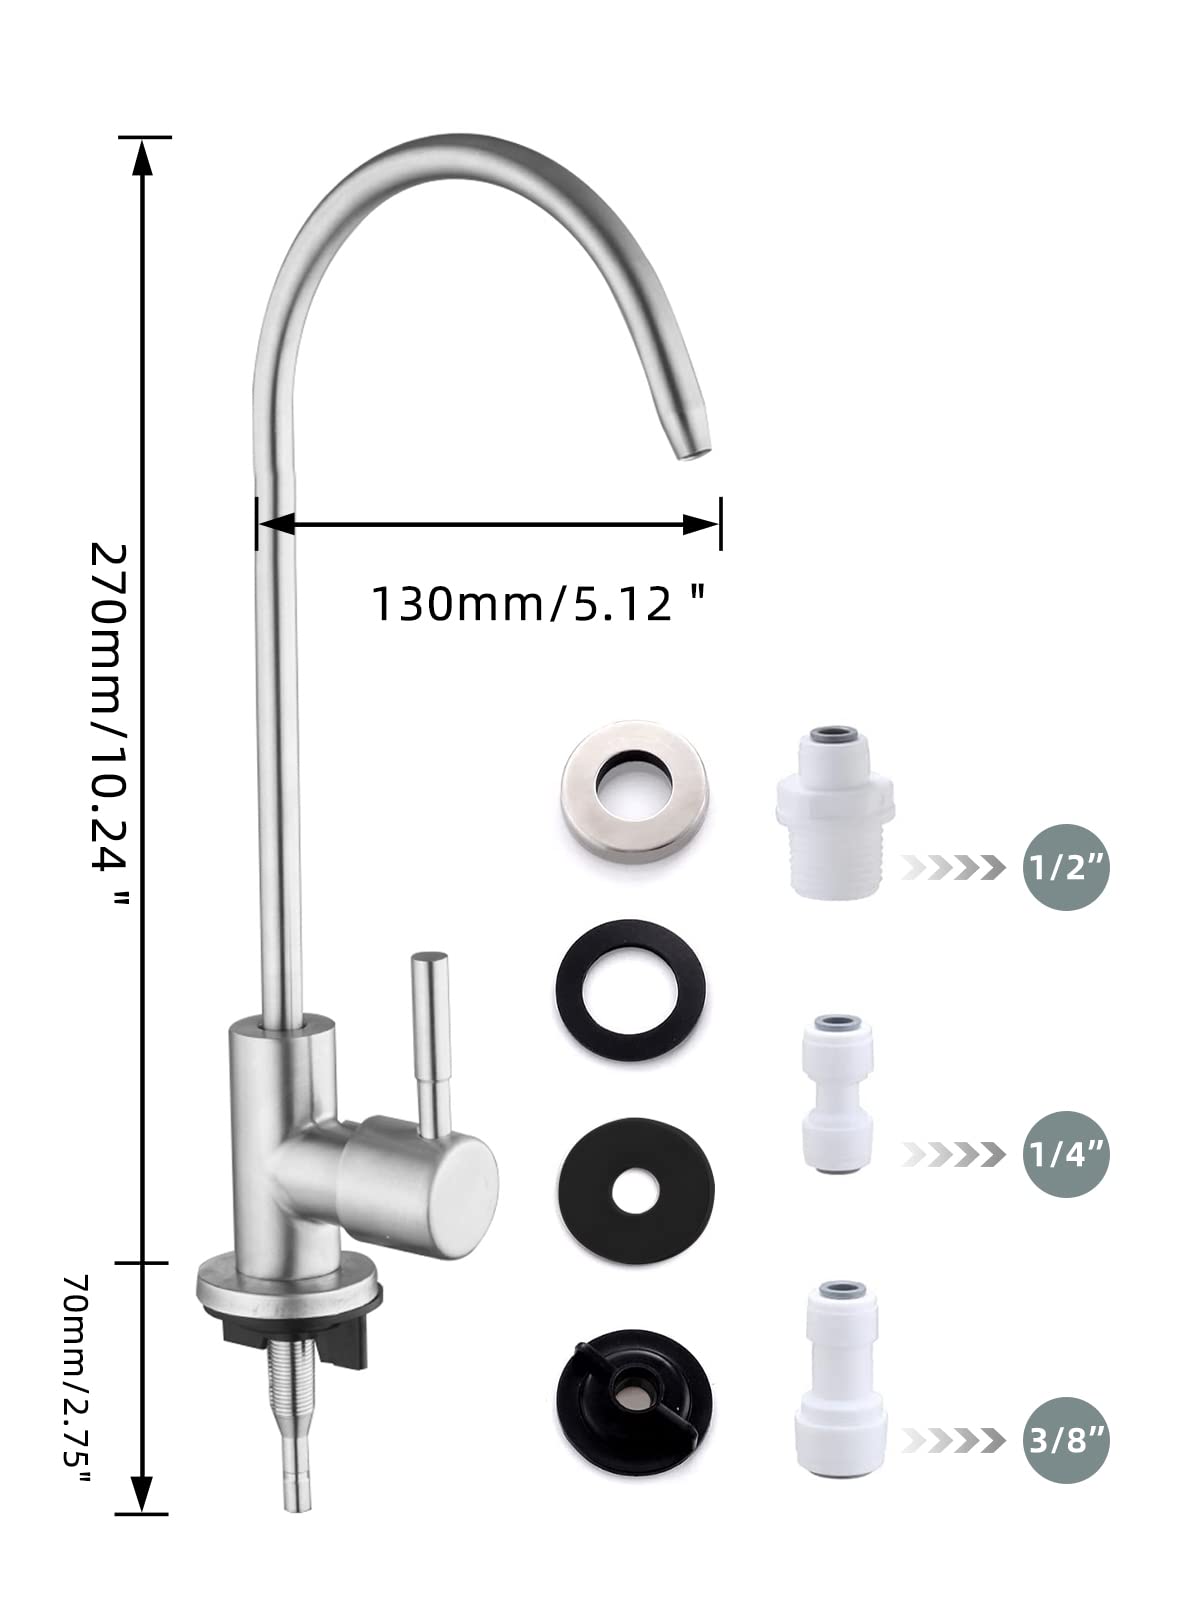 270mm/10.24 "
130mm/5.12 "
1/2”
1/4”
70mm/2.75"
3/8”